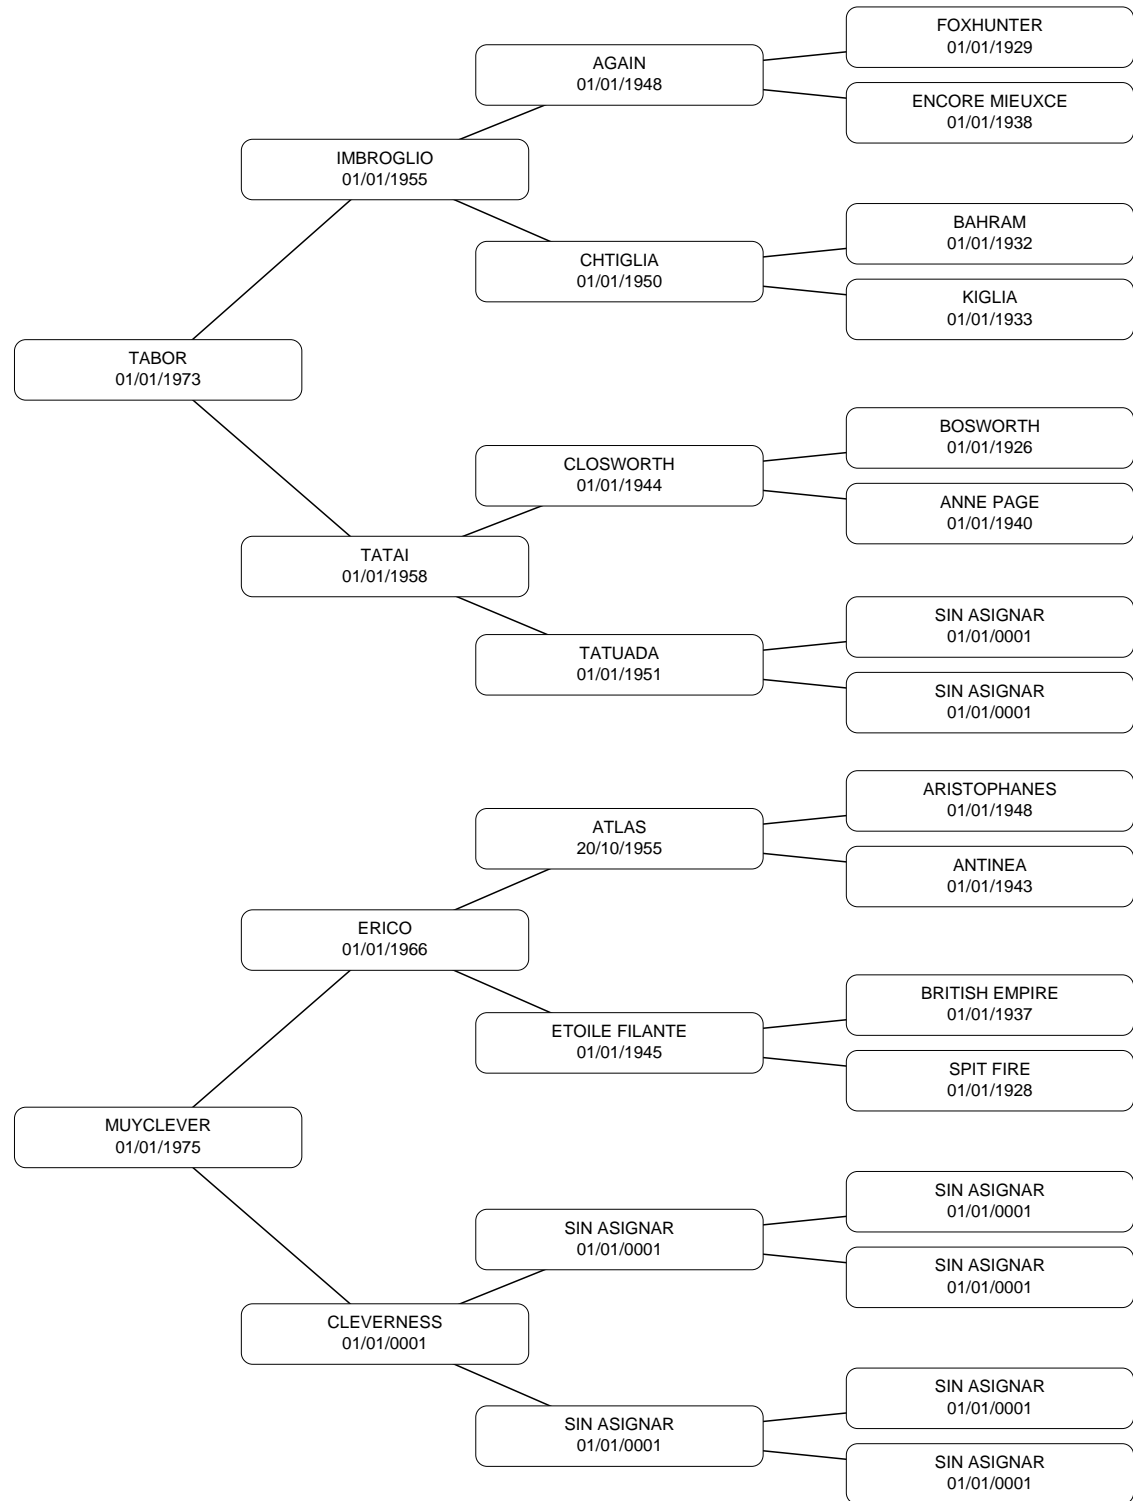 FOXHUNTER
01/01/1929
AGAIN
01/01/1948
ENCORE MIEUXCE
01/01/1938
IMBROGLIO
01/01/1955
BAHRAM
01/01/1932
CHTIGLIA
01/01/1950
KIGLIA
01/01/1933
TABOR
01/01/1973
BOSWORTH
01/01/1926
CLOSWORTH
01/01/1944
ANNE PAGE
01/01/1940
TATAI
01/01/1958
SIN ASIGNAR
01/01/0001
TATUADA
01/01/1951
SIN ASIGNAR
01/01/0001
ARISTOPHANES
01/01/1948
ATLAS
20/10/1955
ANTINEA
01/01/1943
ERICO
01/01/1966
BRITISH EMPIRE
01/01/1937
ETOILE FILANTE
01/01/1945
SPIT FIRE
01/01/1928
MUYCLEVER
01/01/1975
SIN ASIGNAR
01/01/0001
SIN ASIGNAR
01/01/0001
SIN ASIGNAR
01/01/0001
CLEVERNESS
01/01/0001
SIN ASIGNAR
01/01/0001
SIN ASIGNAR
01/01/0001
SIN ASIGNAR
01/01/0001